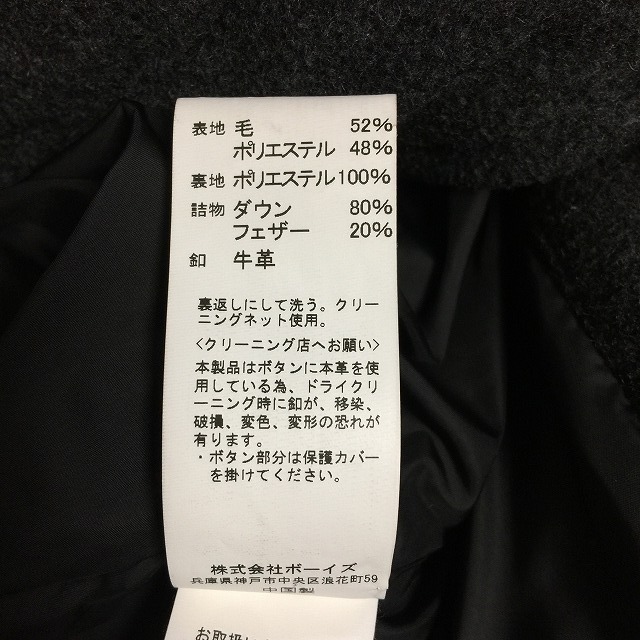 表地 毛 52%
ポリエステル 48%
裏地 ポリエステル100%
詰物 ダウン 80%
フェザー 20%
釦 牛革
裏返しにして洗う。クリー
ニングネット使用。
<クリーニング店へお願い>
本製品はボタンに本革を使
用している為、ドライクリ
ーニング時に釦が、移染、
破損、変色、変形の恐れが
有ります。
・ボタン部分は保護カバー
を掛けてください。
株式会社ボーイズ
兵庫県神戸市中央区浪花町59
中国製
お取扱い